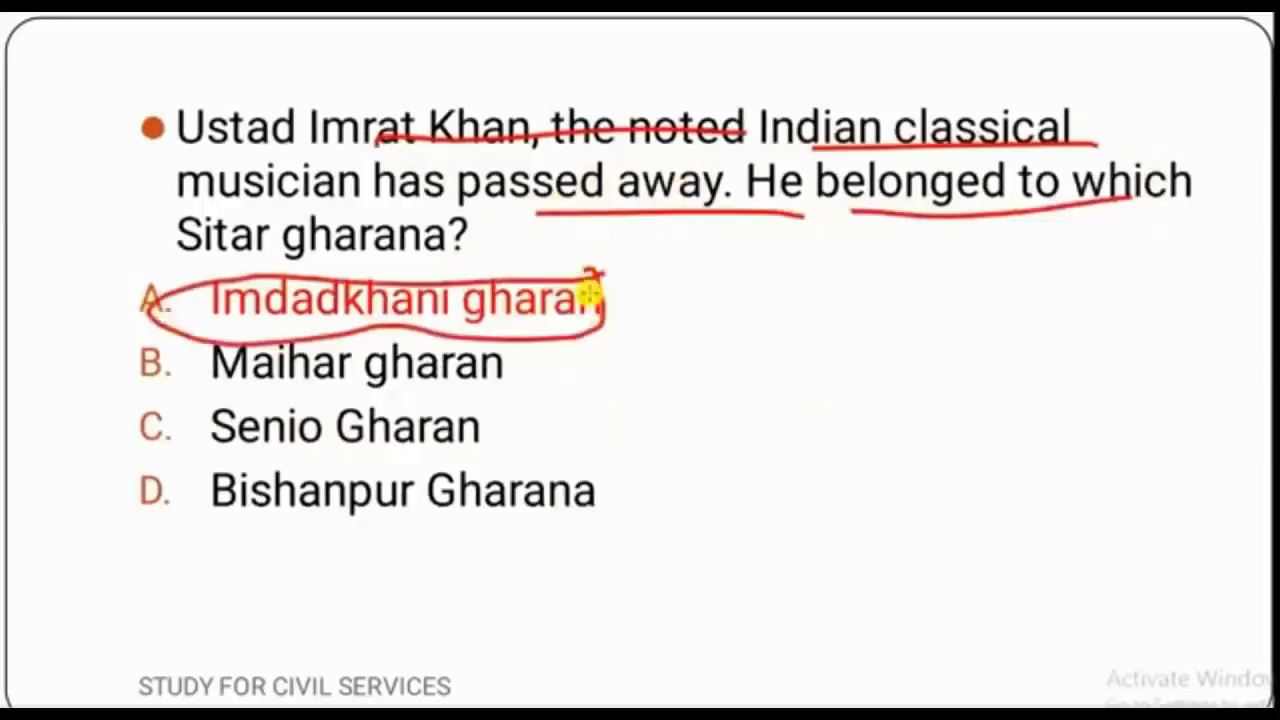 Ustad Imrat Khan, the noted Indian classical
musician has passed away. He belonged to which
Sitar gharana?
A. Imdadkhani gharan
B. Maihar gharan
C. Senio Gharan
D. Bishanpur Gharana
STUDY FOR CIVIL SERVICES
Activate Windo